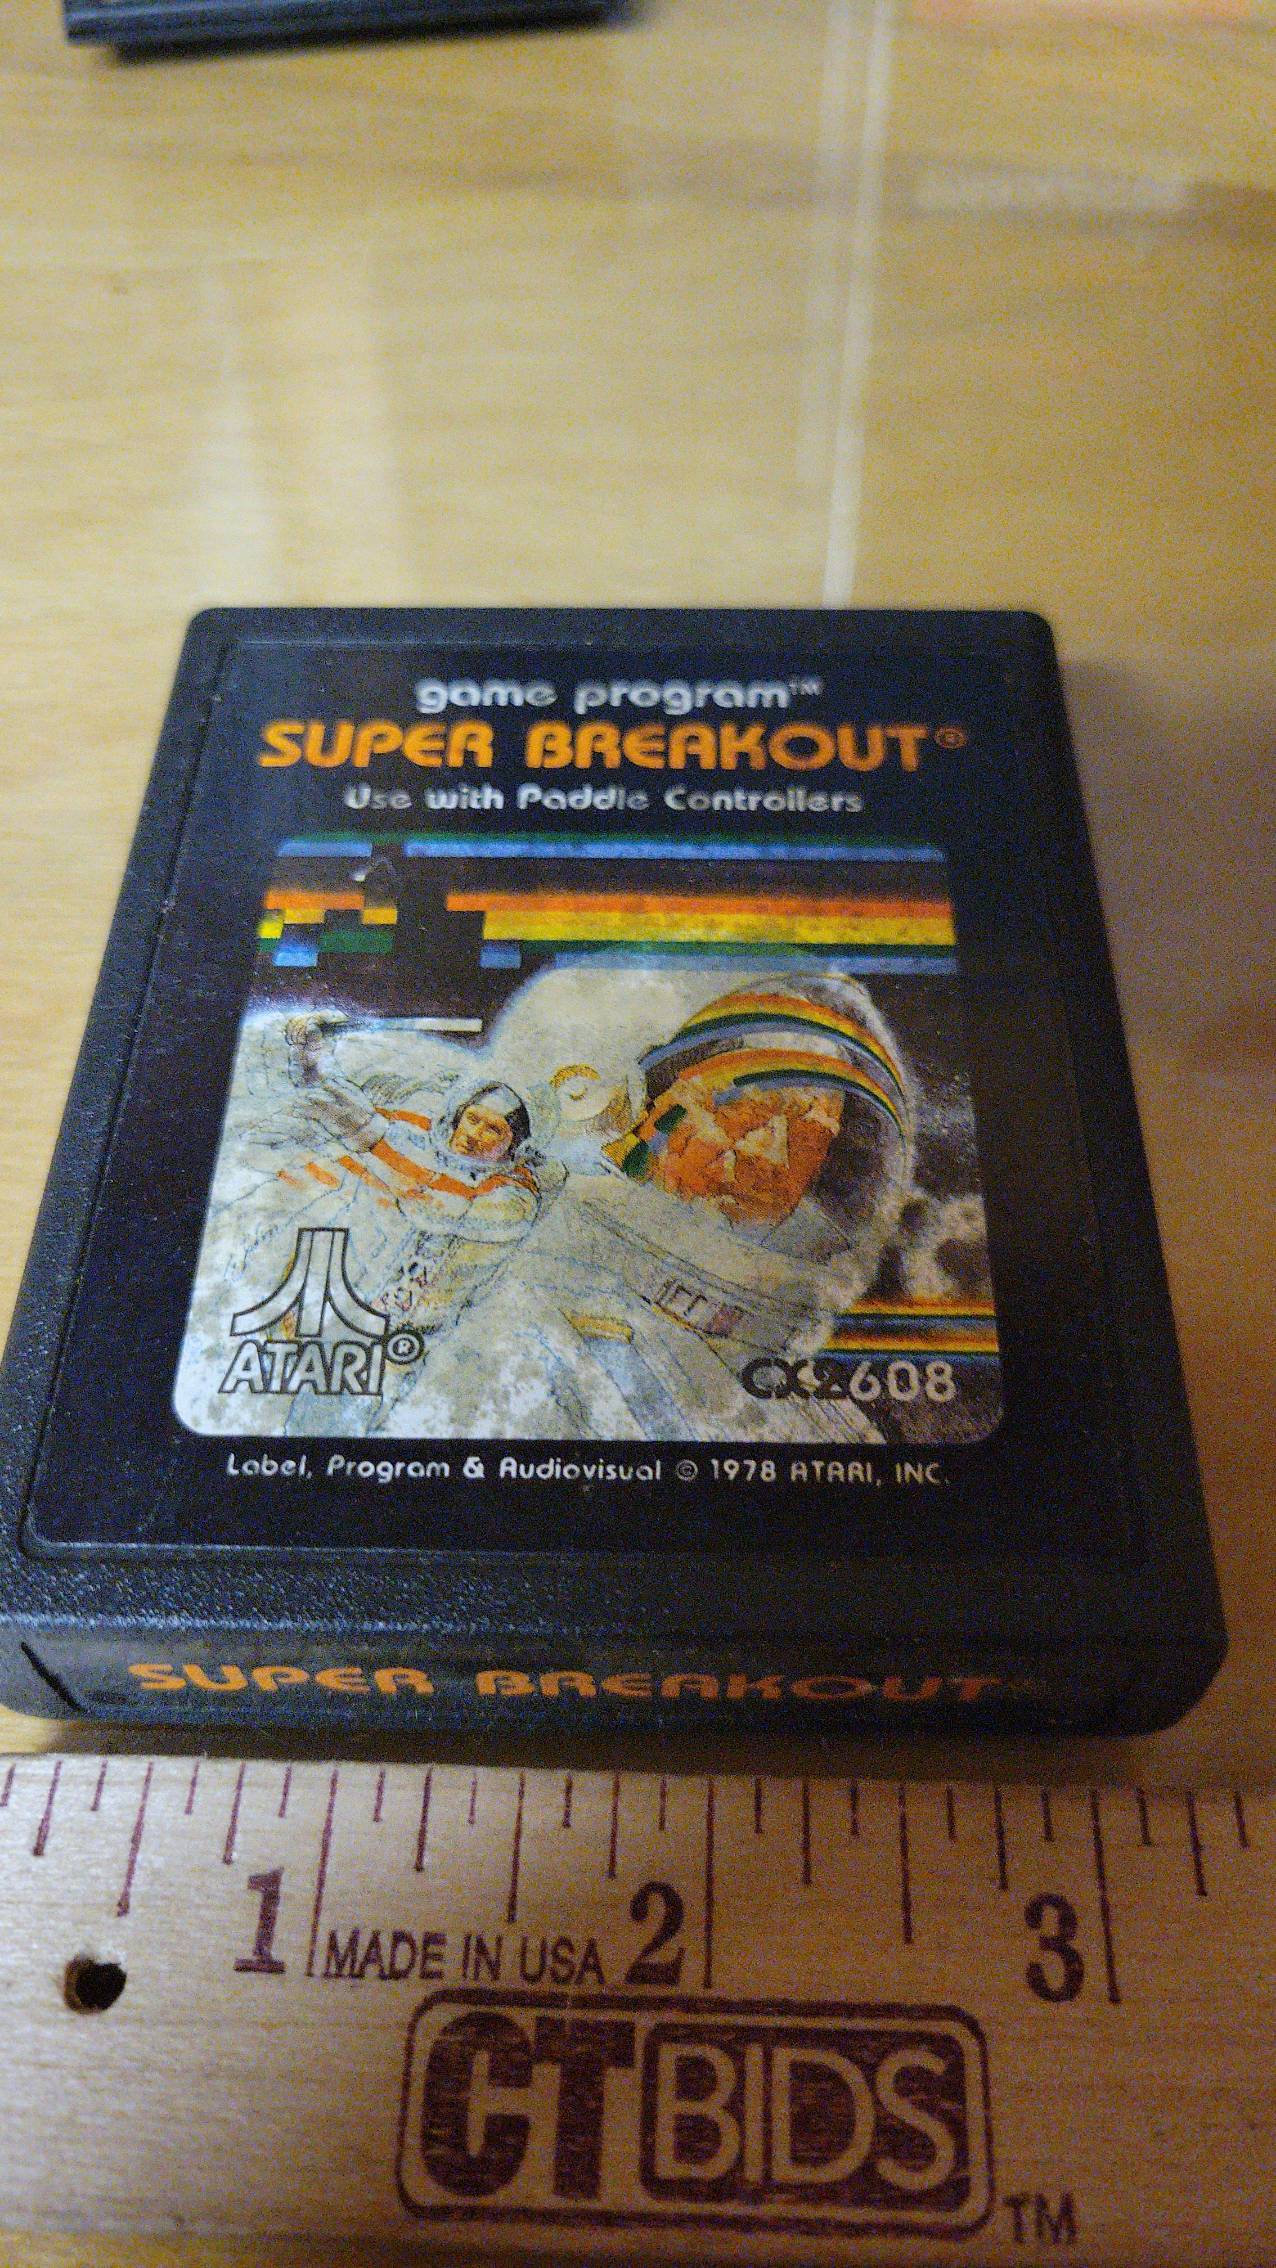 game program™
SUPER BREAKOUT®
Use with Paddle Controllers
ATARI®
CX2608
Label, Program & Audiovisual © 1978 ATARI, INC.
SUPER BREAKOUT
1 MADE IN USA 2 3
CTBIDS
TM